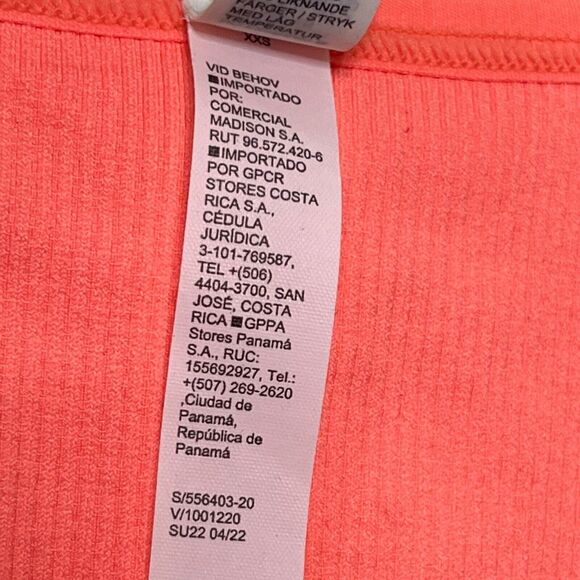 LIKNANDE
FÄRGER / STRYK
MED LÅG
TEMPERATUR
XXS
VID BEHOV
IMPORTADO
POR:
COMERCIAL
MADISON S.A.
RUT 96.572.420-6
IMPORTADO
POR GPCR
STORES COSTA
RICA S.A.,
CÉDULA
JURÍDICA
3-101-769587,
TEL +(506)
4404-3700, SAN
JOSÉ, COSTA
RICA GPPA
Stores Panamá
S.A., RUC:
155692927, Tel.:
+(507) 269-2620
,Ciudad de
Panamá,
República de
Panamá
S/556403-20
V/1001220
SU22 04/22